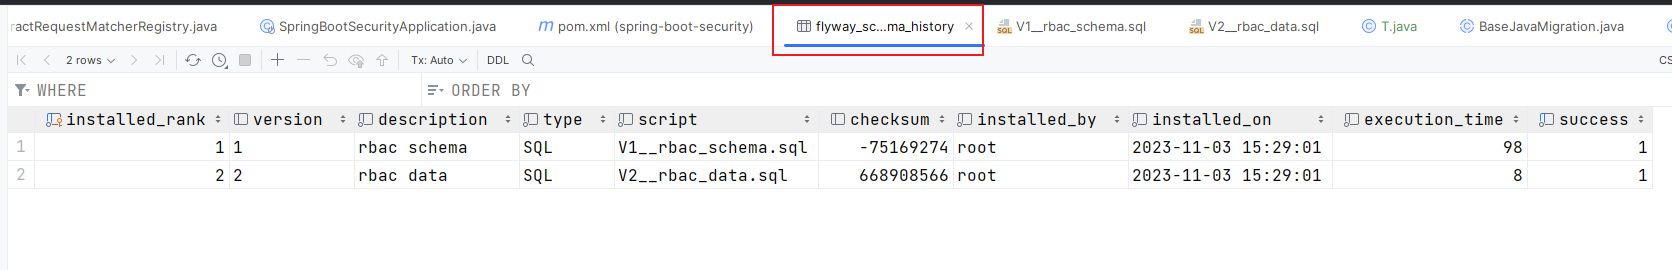 ractRequestMatcherRegistry.java SpringBootSecurityApplication.java pom.xml (spring-boot-security) flyway_sc...ma_history V1__rbac_schema.sql V2__rbac_data.sql T.java BaseJavaMigration.java
2 rows Tx: Auto DDL CS
WHERE ORDER BY
installed_rank version description type script checksum installed_by installed_on execution_time success
1 1 1 rbac schema SQL V1__rbac_schema.sql -75169274 root 2023-11-03 15:29:01 98 1
2 2 2 rbac data SQL V2__rbac_data.sql 668908566 root 2023-11-03 15:29:01 8 1